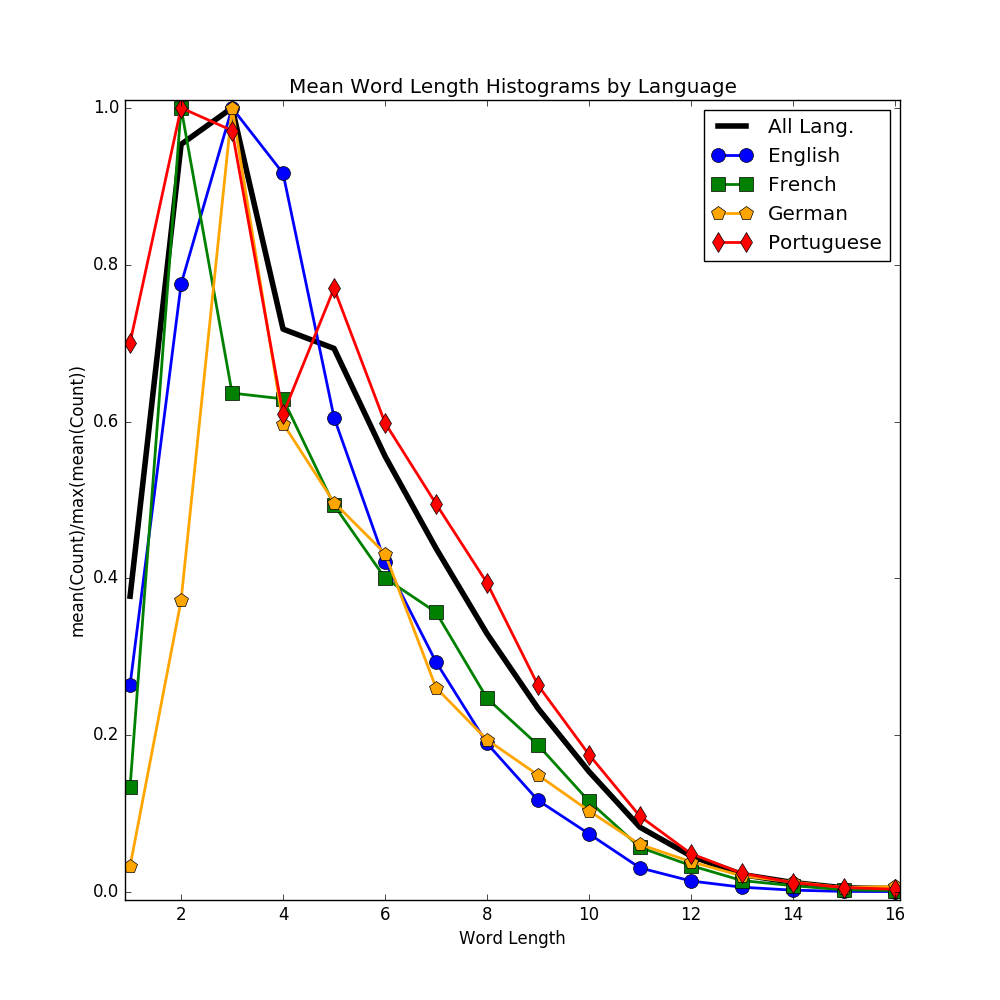 Mean Word Length Histograms by Language
1.0
0.8
0.6
0.4
0.2
0.0
mean(Count)/max(mean(Count))
All Lang.
English
French
German
Portuguese
2 4 6 8 10 12 14 16
Word Length